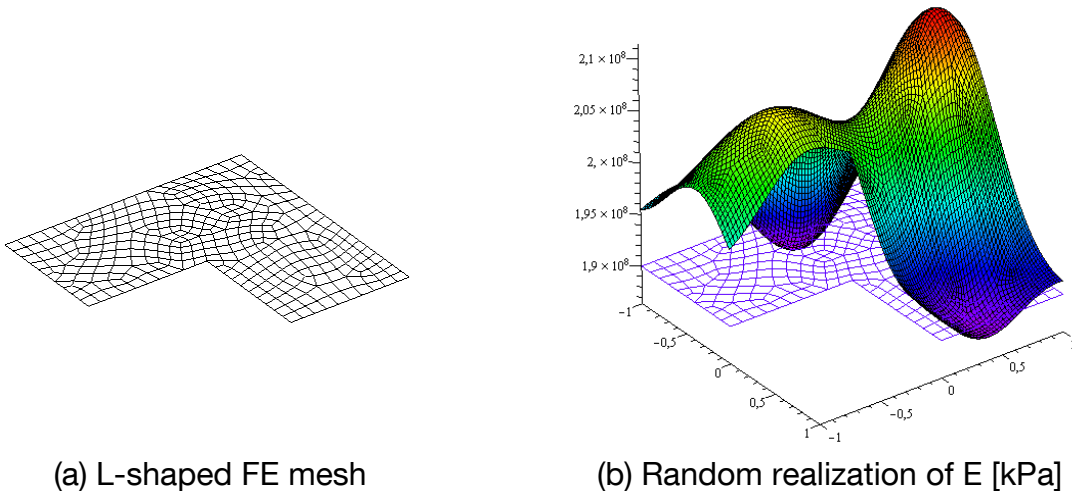 2,1 × 10⁸
2,05 × 10⁸
2, × 10⁸
1,95 × 10⁸
1,9 × 10⁸
-1
-0,5
0
0,5
1
-1
-0,5
0
0,5
(a) L-shaped FE mesh
(b) Random realization of E [kPa]